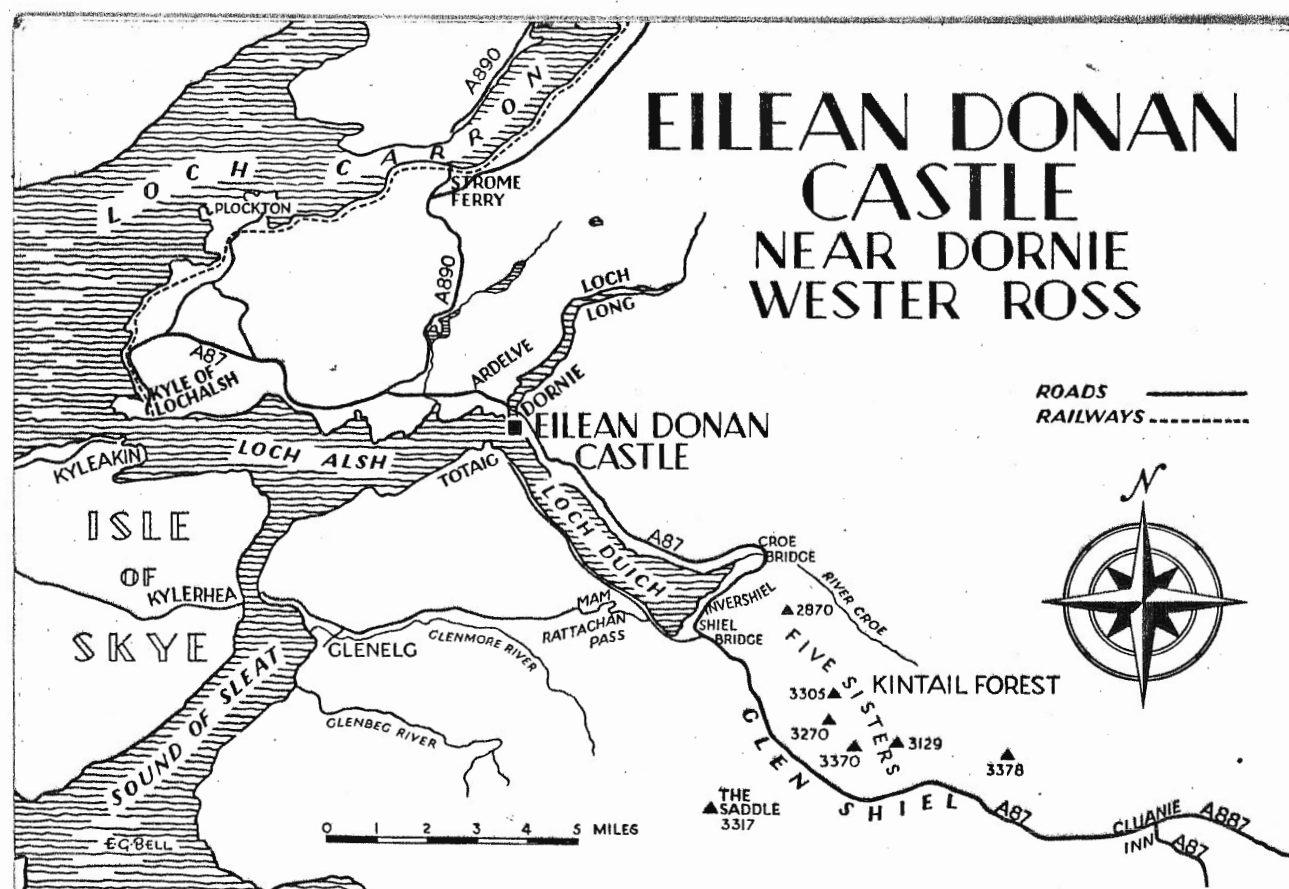 EILEAN DONAN
CASTLE
NEAR DORNIE
WESTER ROSS
A890
LOCH CARRON
STROME
FERRY
PLOCKTON
A890
LOCH
LONG
A87
KYLE OF
LOCHALSH
ARDELVE
DORNIE
EILEAN DONAN
CASTLE
ROADS
RAILWAYS
N
KYLEAKIN
LOCH ALSH
TOTAIG
ISLE
OF
SKYE
KYLERHEA
LOCH DUICH
A87
CROE
BRIDGE
RIVER CROE
INVERSHIEL
SHIEL
BRIDGE
MAM
RATTACHAN
PASS
GLENMORE RIVER
GLENELG
GLENBEG RIVER
SOUND OF SLEAT
2870
FIVE SISTERS
KINTAIL FOREST
3305
3270
3370
3129
3378
GLEN SHIEL
THE
SADDLE
3317
A87
CLUANIE
INN
A887
A87
0 1 2 3 4 5 MILES
E.G.BELL